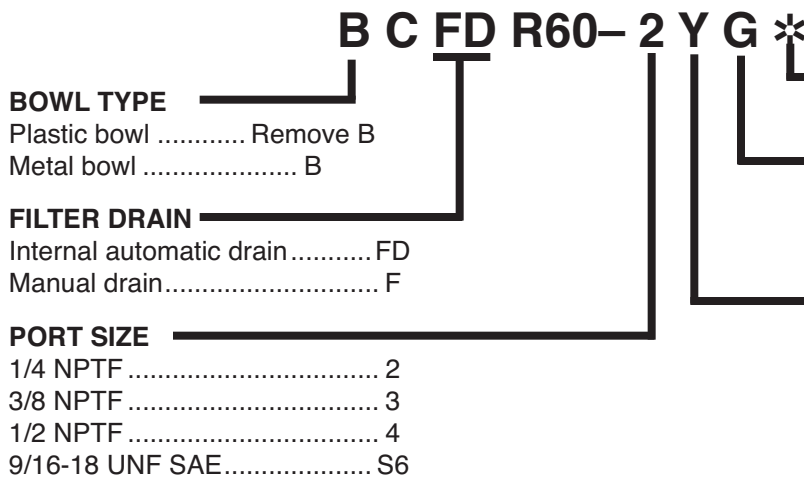 B C FD R60– 2 Y G ✲
BOWL TYPE
Plastic bowl ............ Remove B
Metal bowl ..................... B
FILTER DRAIN
Internal automatic drain........... FD
Manual drain............................. F
PORT SIZE
1/4 NPTF .................................. 2
3/8 NPTF .................................. 3
1/2 NPTF .................................. 4
9/16-18 UNF SAE.................... S6